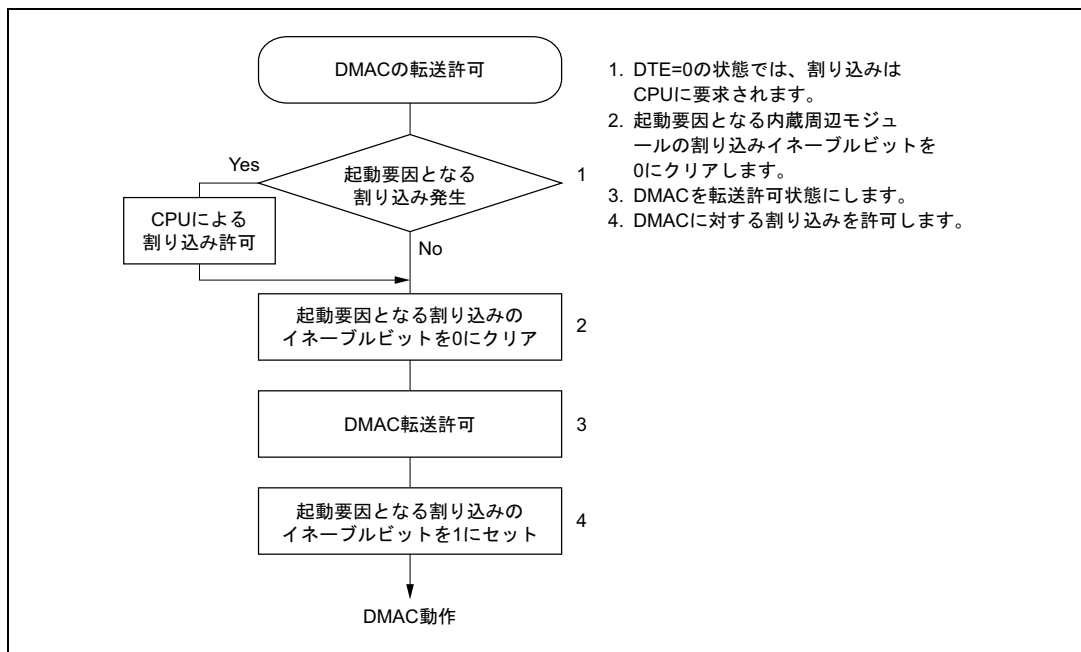 DMACの転送許可
起動要因となる
割り込み発生
1
Yes
No
CPUによる
割り込み許可
起動要因となる割り込みの
イネーブルビットを0にクリア
2
DMAC転送許可
3
起動要因となる割り込みの
イネーブルビットを1にセット
4
DMAC動作
1. DTE=0の状態では、割り込みは
CPUに要求されます。
2. 起動要因となる内蔵周辺モジュ
ールの割り込みイネーブルビットを
0にクリアします。
3. DMACを転送許可状態にします。
4. DMACに対する割り込みを許可します。